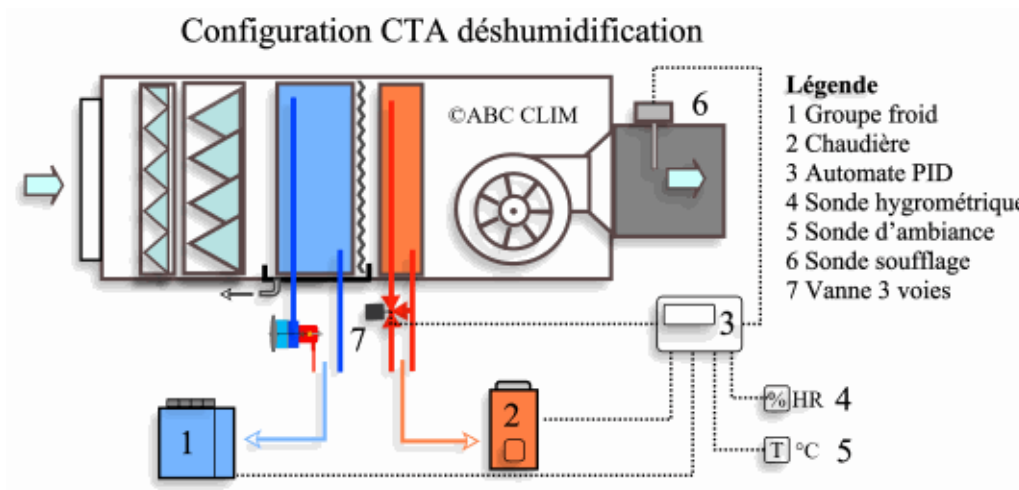 Configuration CTA déshumidification
©ABC CLIM
6
Légende
1 Groupe froid
2 Chaudière
3 Automate PID
4 Sonde hygrométrique
5 Sonde d'ambiance
6 Sonde soufflage
7 Vanne 3 voies
7
3
1
2
% HR 4
T °C 5